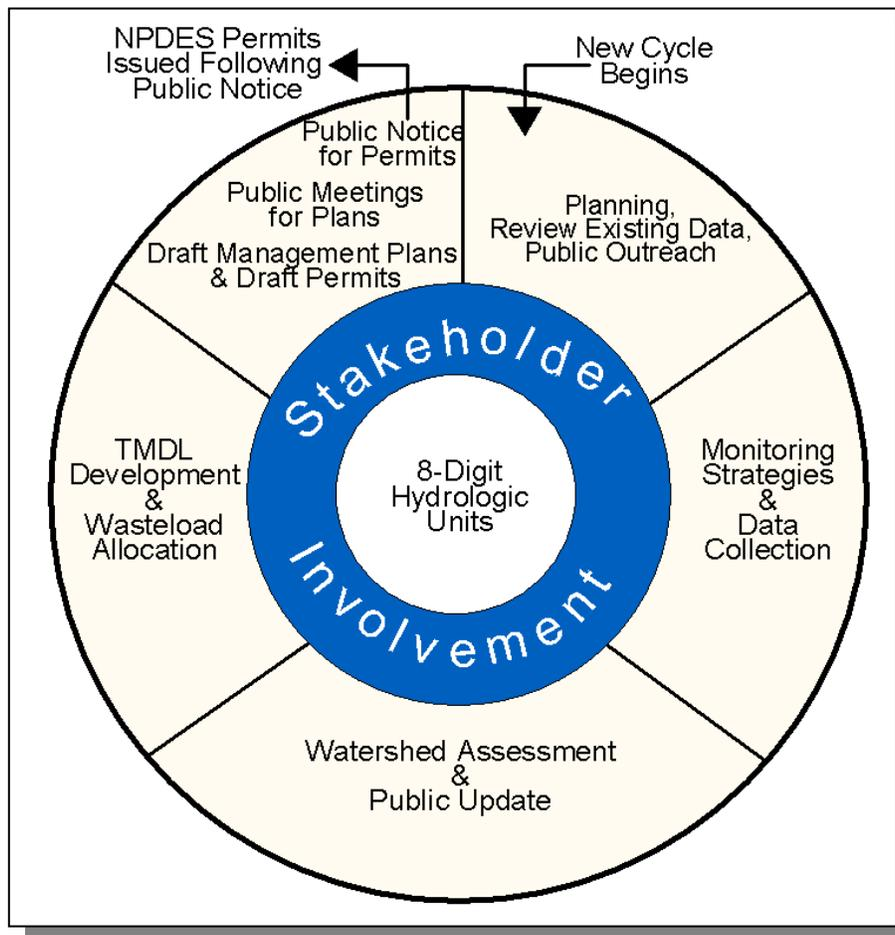 NPDES Permits
Issued Following
Public Notice
New Cycle
Begins
Public Notice
for Permits
Public Meetings
for Plans
Draft Management Plans
& Draft Permits
Planning,
Review Existing Data,
Public Outreach
Stakeholder
TMDL
Development
&
Wasteload
Allocation
8-Digit
Hydrologic
Units
Monitoring
Strategies
&
Data
Collection
Involvement
Watershed Assessment
&
Public Update